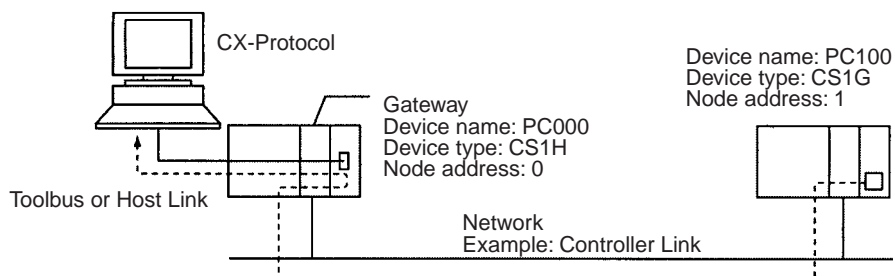 CX-Protocol
Gateway
Device name: PC000
Device type: CS1H
Node address: 0
Device name: PC100
Device type: CS1G
Node address: 1
Toolbus or Host Link
Network
Example: Controller Link